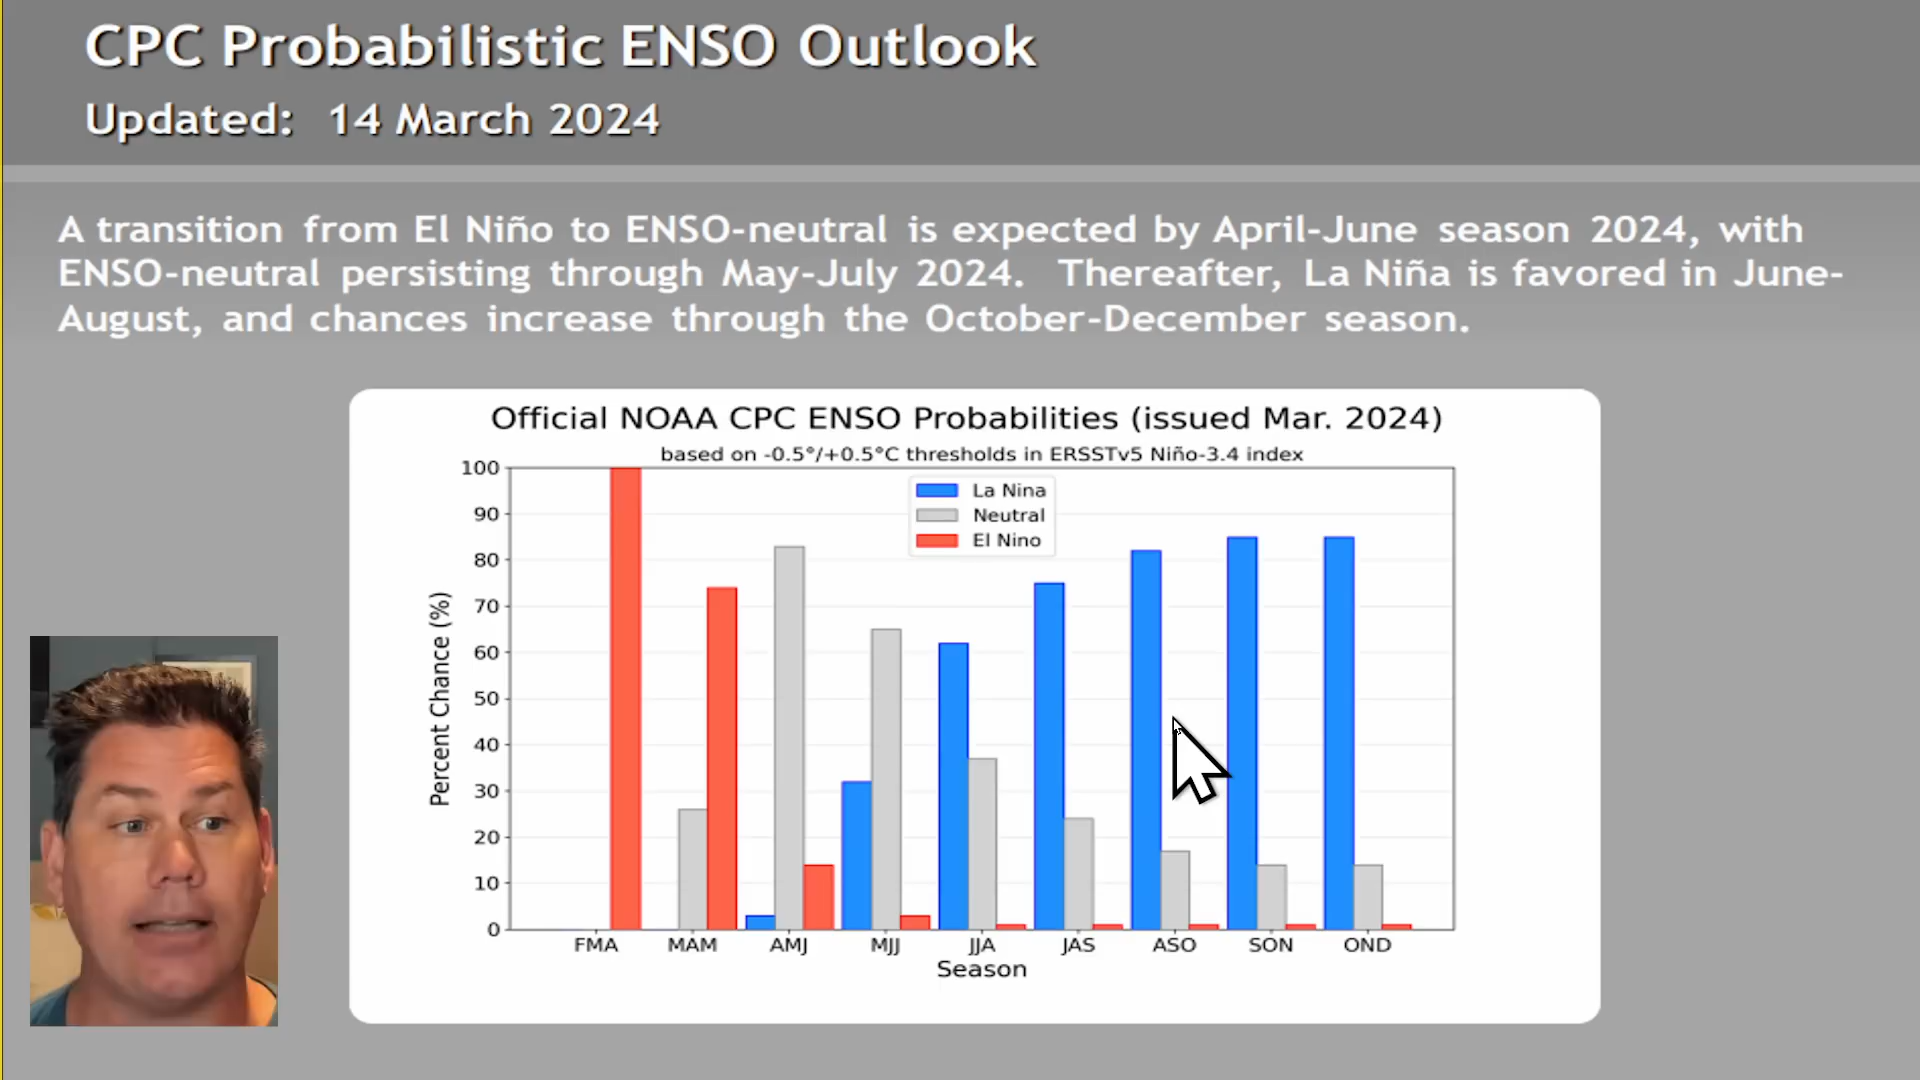 CPC Probabilistic ENSO Outlook
Updated: 14 March 2024
A transition from El Niño to ENSO-neutral is expected by April-June season 2024, with
ENSO-neutral persisting through May-July 2024. Thereafter, La Niña is favored in June-
August, and chances increase through the October-December season.
Official NOAA CPC ENSO Probabilities (issued Mar. 2024)
based on -0.5°/+0.5°C thresholds in ERSSTv5 Niño-3.4 index
La Nina
Neutral
El Nino
Percent Chance (%)
100
90
80
70
60
50
40
30
20
10
0
FMA MAM AMJ MJJ JJA JAS ASO SON OND
Season